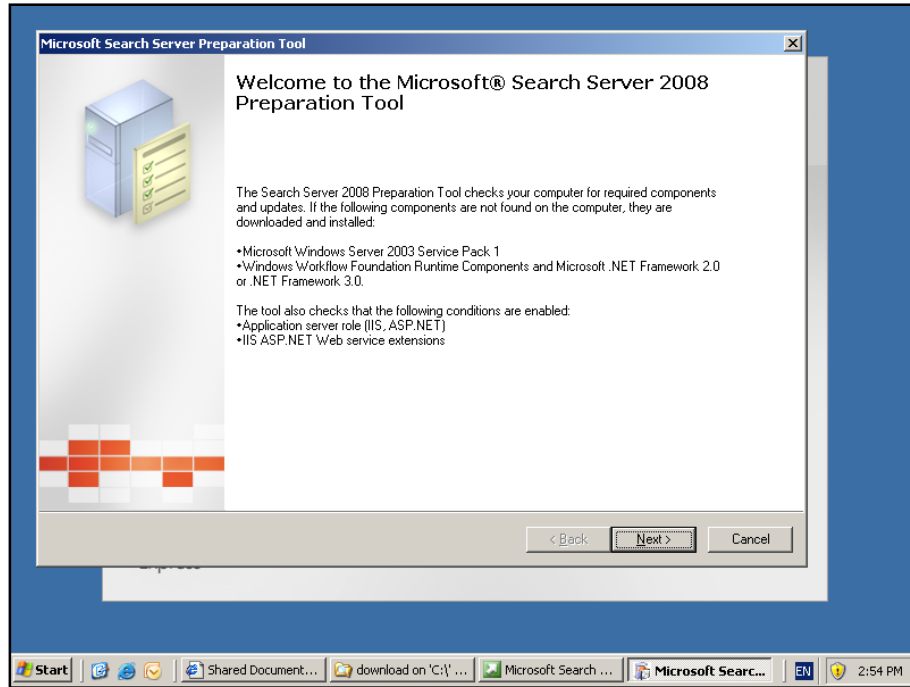 Microsoft Search Server Preparation Tool
Welcome to the Microsoft® Search Server 2008
Preparation Tool
The Search Server 2008 Preparation Tool checks your computer for required components
and updates. If the following components are not found on the computer, they are
downloaded and installed:
•Microsoft Windows Server 2003 Service Pack 1
•Windows Workflow Foundation Runtime Components and Microsoft .NET Framework 2.0
or .NET Framework 3.0.
The tool also checks that the following conditions are enabled:
•Application server role (IIS, ASP.NET)
•IIS ASP.NET Web service extensions
< Back Next > Cancel
Start Shared Document... download on 'C:\' ... Microsoft Search ... Microsoft Searc... EN 2:54 PM